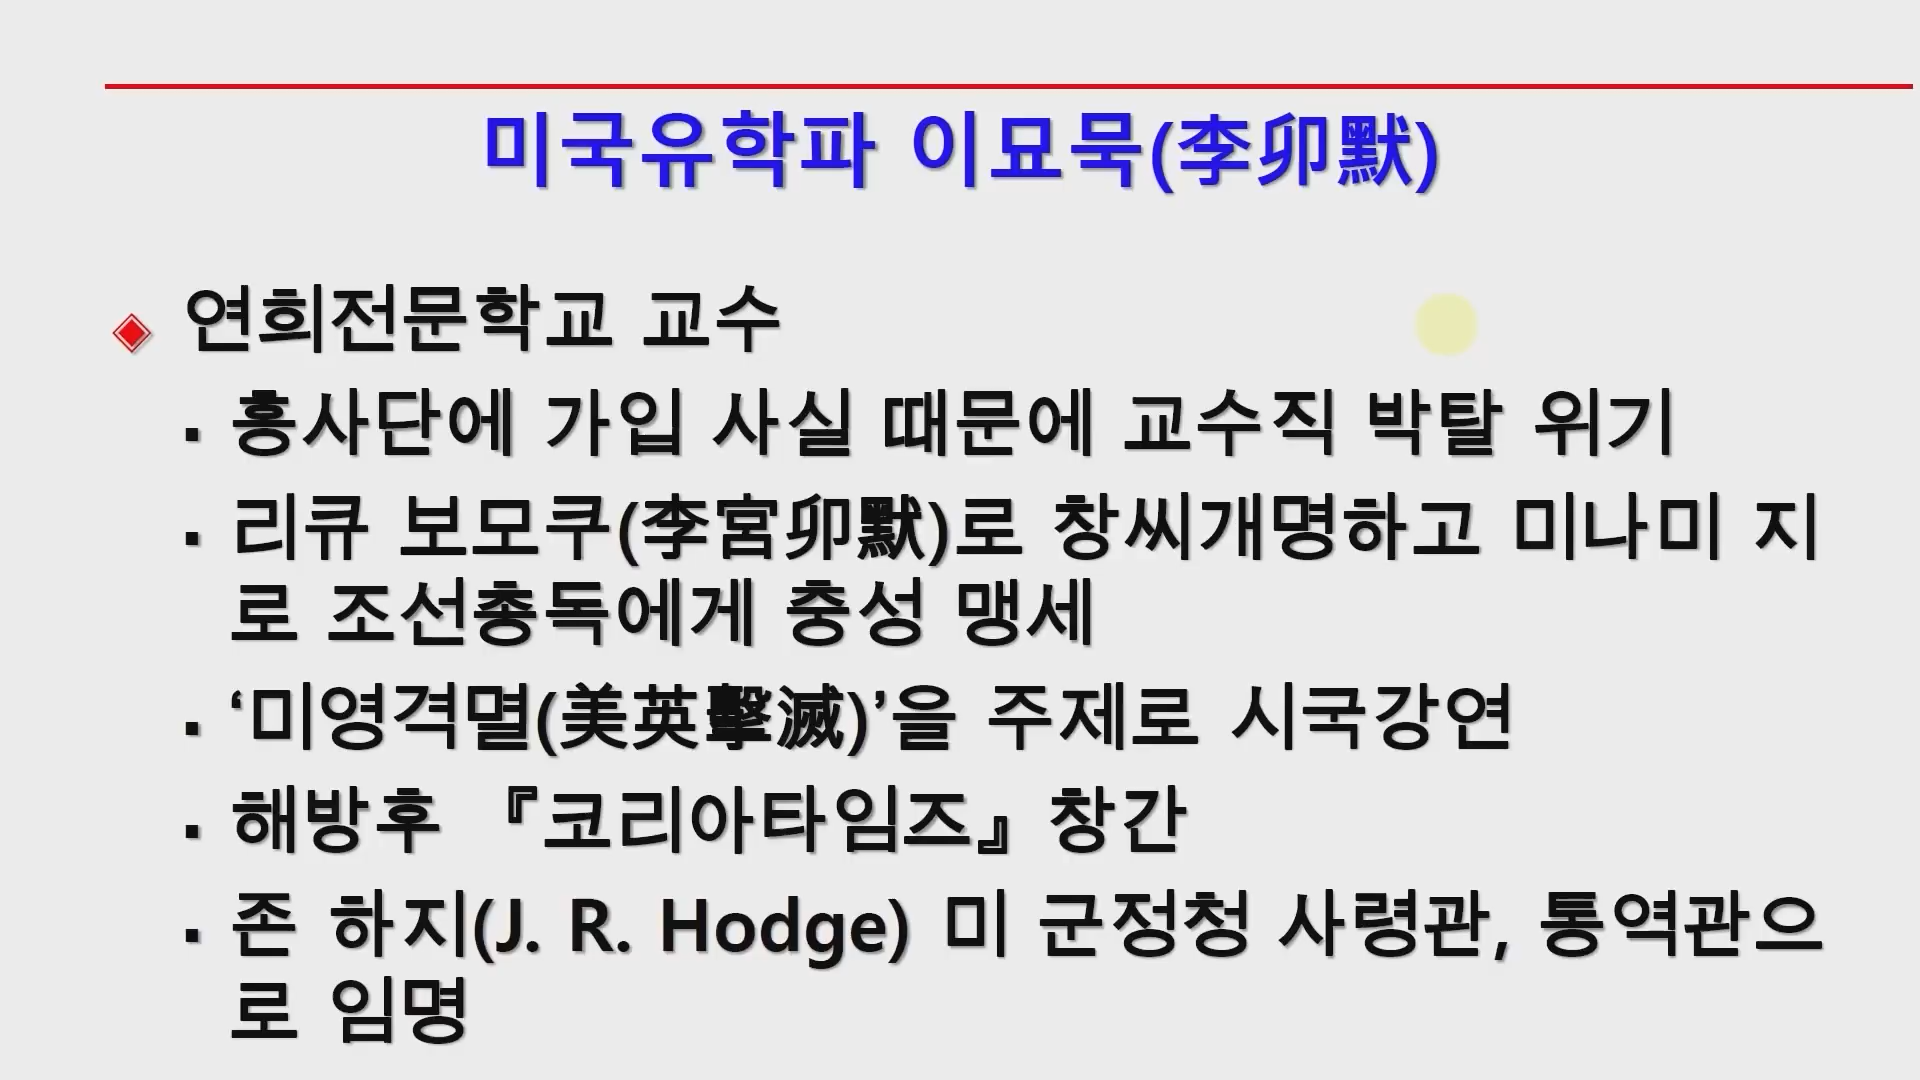 미국유학파 이묘묵(李卯默)
연희전문학교 교수
흥사단에 가입 사실 때문에 교수직 박탈 위기
리큐 보모쿠(李宮卯默)로 창씨개명하고 미나미 지
로 조선총독에게 충성 맹세
‘미영격멸(美英擊滅)’을 주제로 시국강연
해방후 『코리아타임즈』창간
존 하지(J. R. Hodge) 미 군정청 사령관, 통역관으
로 임명